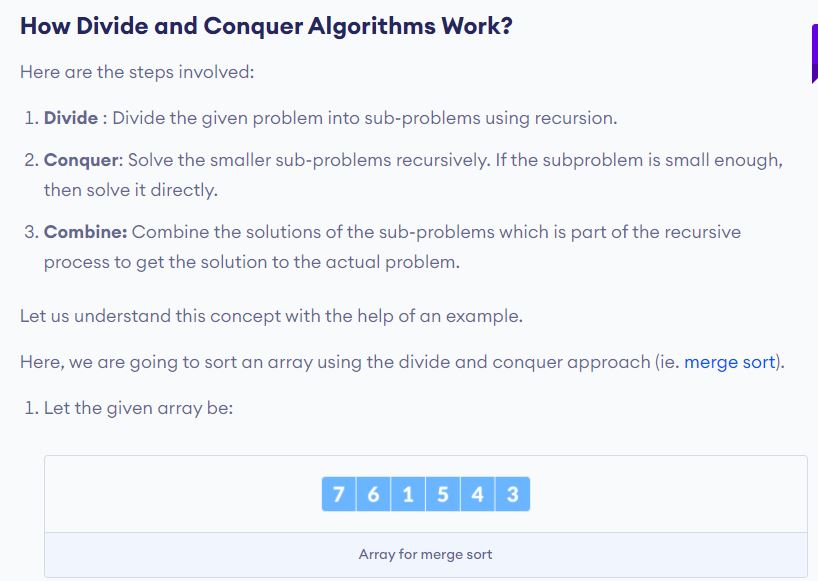 How Divide and Conquer Algorithms Work?
Here are the steps involved:
1. Divide : Divide the given problem into sub-problems using recursion.
2. Conquer: Solve the smaller sub-problems recursively. If the subproblem is small enough,
then solve it directly.
3. Combine: Combine the solutions of the sub-problems which is part of the recursive
process to get the solution to the actual problem.
Let us understand this concept with the help of an example.
Here, we are going to sort an array using the divide and conquer approach (ie. merge sort).
1. Let the given array be:
7 6 1 5 4 3
Array for merge sort